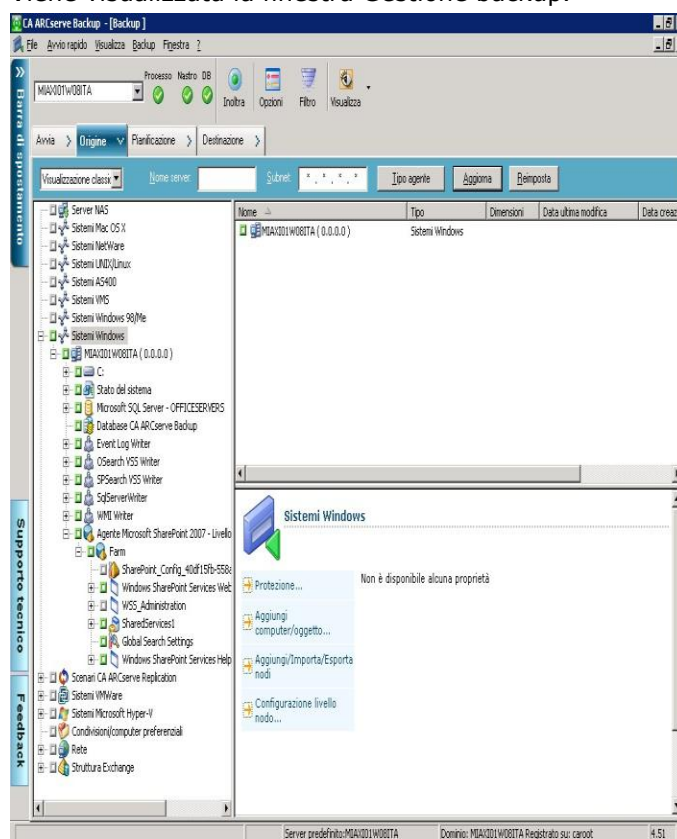 Viene visualizzata la finestra Gestione backup.
CA ARCserve Backup - [Backup ]
File Avvio rapido Visualizza Backup Finestra ?
MIAXI01W08ITA
Processo Nastro DB
Inoltra Opzioni Filtro Visualizza
Avvia > Origine Pianificazione > Destinazione >
Visualizzazione classic Nome server: Subnet: * . * . * . * Tipo agente Aggiorna Reimposta
Barra di spostamento
Supporto tecnico
Feedback
Server NAS
Sistemi Mac OS X
Sistemi NetWare
Sistemi UNIX/Linux
Sistemi AS400
Sistemi VMS
Sistemi Windows 98/Me
Sistemi Windows
MIAXI01W08ITA ( 0.0.0.0 )
C:
Stato del sistema
Microsoft SQL Server - OFFICESERVERS
Database CA ARCserve Backup
Event Log Writer
OSearch VSS Writer
SPSearch VSS Writer
SqlServerWriter
WMI Writer
Agente Microsoft SharePoint 2007 - Livello
Farm
SharePoint_Config_40df15fb-558a
Windows SharePoint Services Web
WSS_Administration
SharedServices1
Global Search Settings
Windows SharePoint Services Help
Scenari CA ARCserve Replication
Sistemi VMWare
Sistemi Microsoft Hyper-V
Condivisioni/computer preferenziali
Rete
Struttura Exchange
Nome Tipo Dimensioni Data ultima modifica Data creaz
MIAXI01W08ITA ( 0.0.0.0 ) Sistemi Windows
Sistemi Windows
Protezione...
Aggiungi
computer/oggetto...
Aggiungi/Importa/Esporta
nodi
Configurazione livello
nodo...
Non è disponibile alcuna proprietà
Server predefinito:MIAXI01W08ITA Dominio: MIAXI01W08ITA Registrato su: caroot 4.51